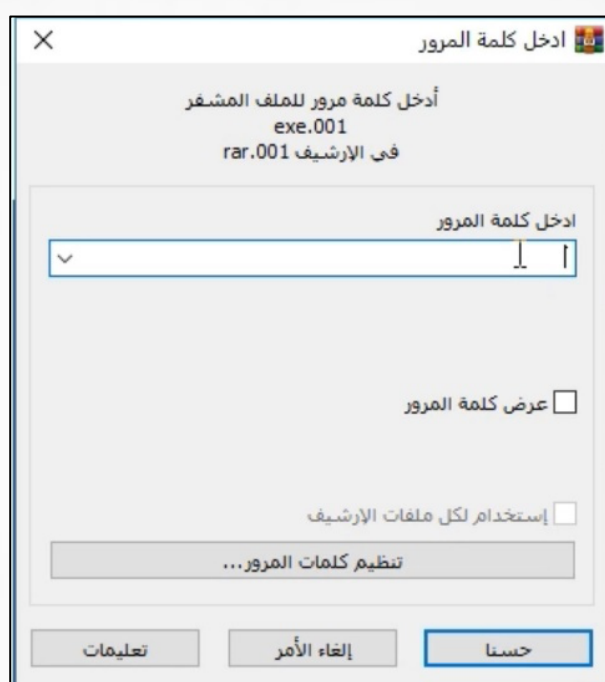 ادخل كلمة المرور
أدخل كلمة مرور للملف المشفر
exe.001
في الإرشيف rar.001
ادخل كلمة المرور
عرض كلمة المرور
إستخدام لكل ملفات الإرشيف
تنظيم كلمات المرور...
حسنا
إلغاء الأمر
تعليمات